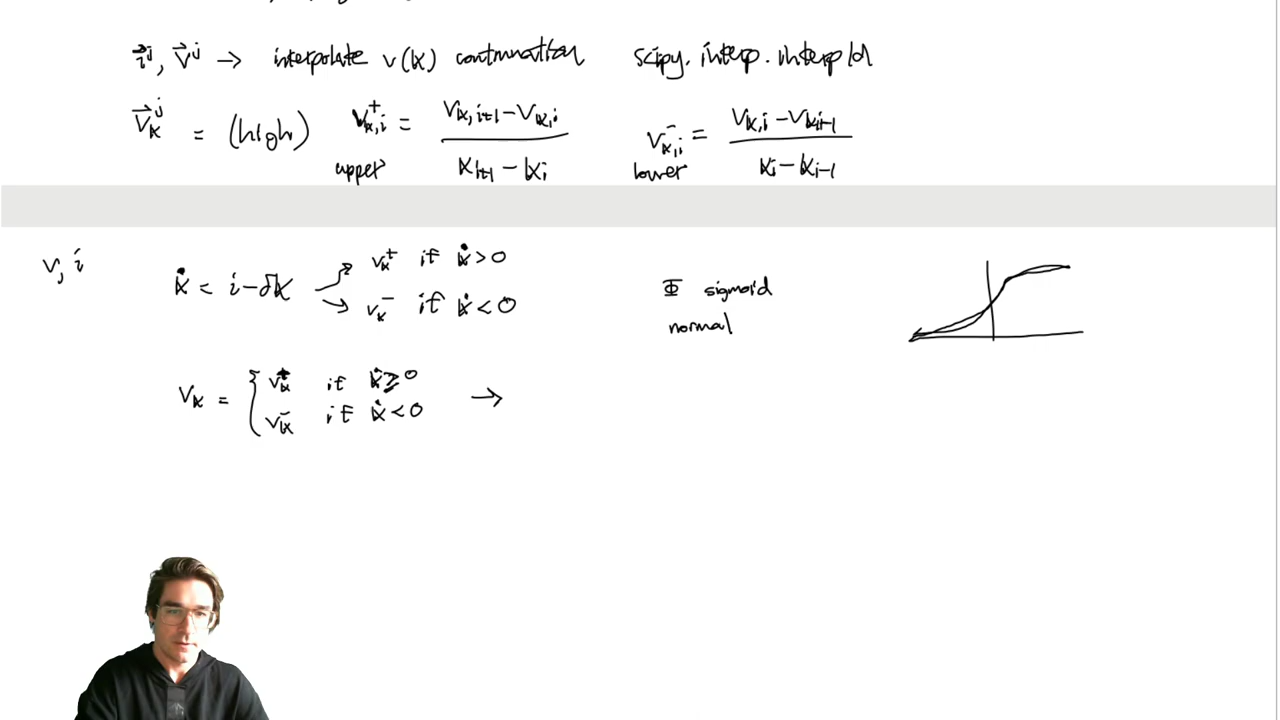 i⃗ʲ, V⃗ʲ → interpolate v(k) continuation scipy.interp.interp1d
V⃗ₖʲ = (high) Vₖ,ᵢ⁺ = (Vₖ,ᵢ₊₁ − Vₖ,ᵢ) / (kᵢ₊₁ − kᵢ) Vₖ,ᵢ⁻ = (Vₖ,ᵢ − Vₖᵢ₋₁) / (kᵢ − kᵢ₋₁)
upper lower
v, i
k̇ = i − δk vₖ⁺ if k̇ > 0
vₖ⁻ if k̇ < 0
Φ sigmoid
normal
Vₖ = { vₖ⁺ if k̇ ≥ 0 →
vₖ⁻ if k̇ < 0